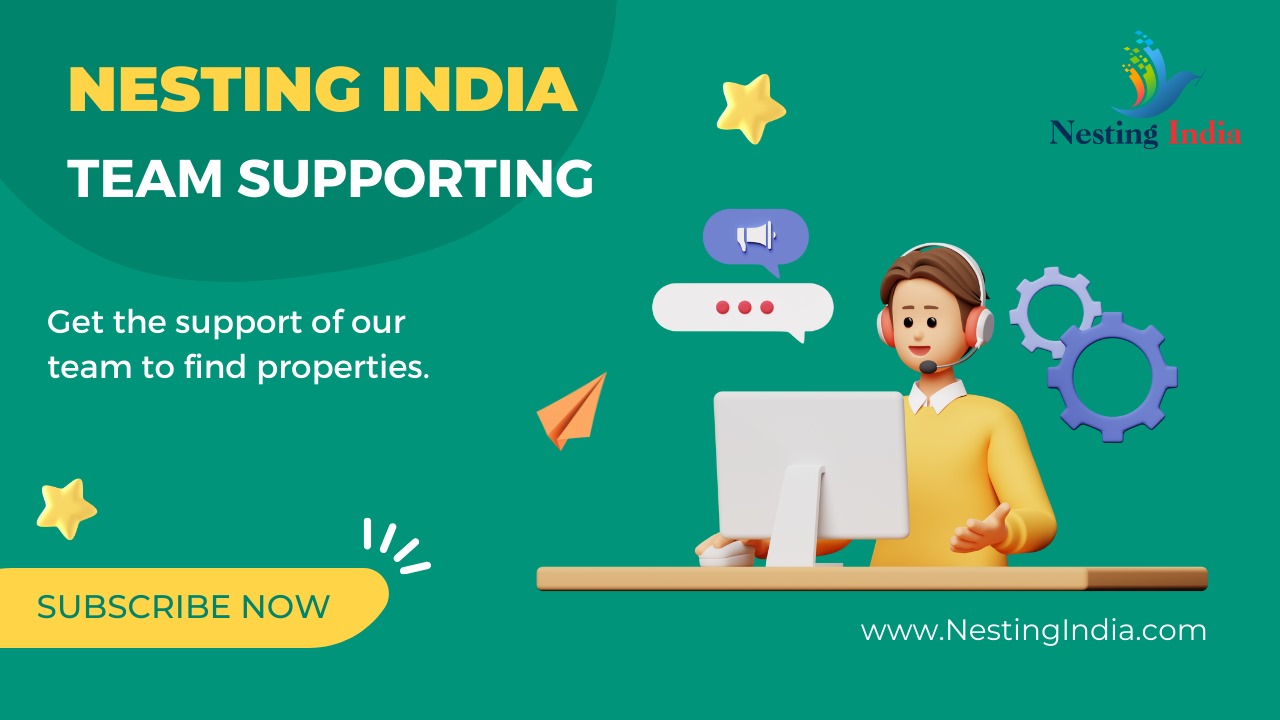 NESTING INDIA
TEAM SUPPORTING
Nesting India
Get the support of our
team to find properties.
SUBSCRIBE NOW
www.NestingIndia.com